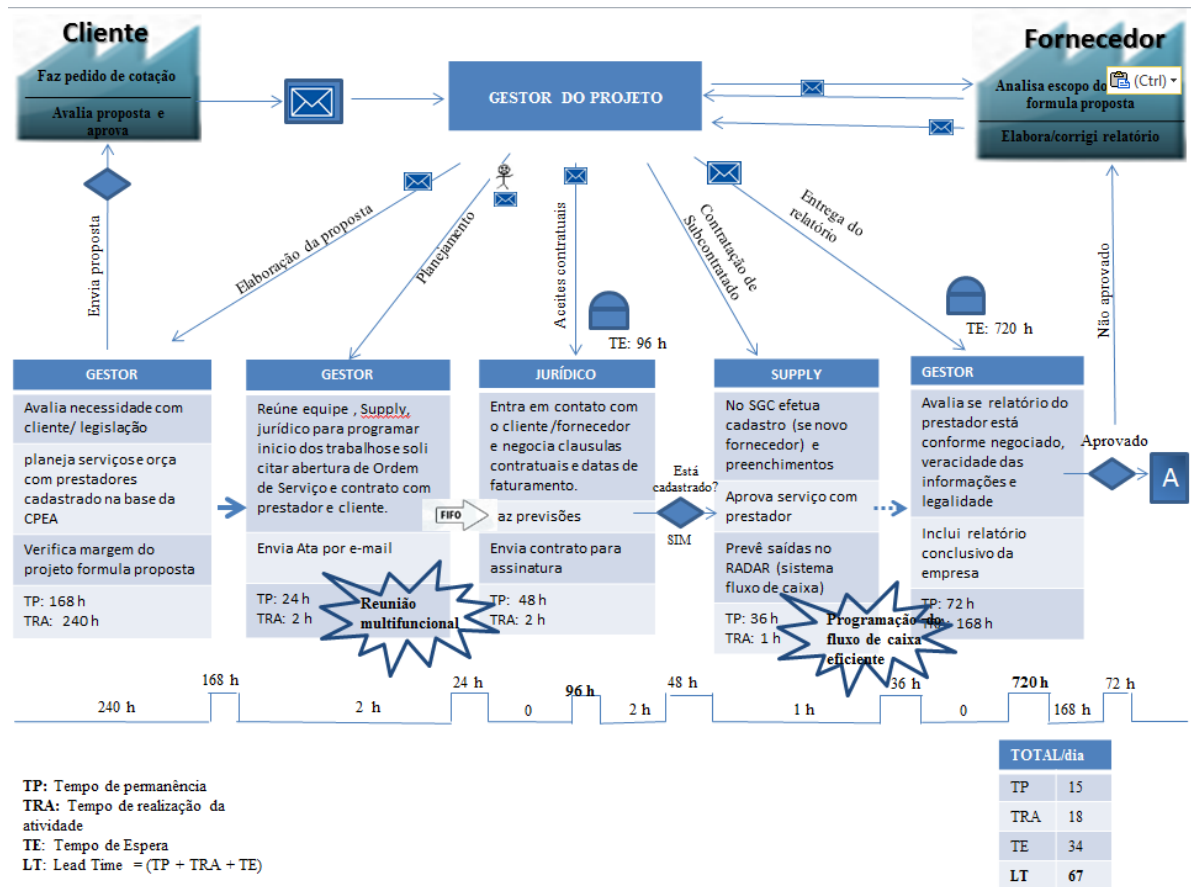 Cliente
Faz pedido de cotação
Avalia proposta e
aprova
GESTOR DO PROJETO
Fornecedor
Analisa escopo do
formula proposta
(Ctrl)
Elabora/corrigi relatório
Envia proposta
Elaboração da proposta
Planejamento
Aceites contratuais
Contratação de
Subcontratado
Entrega do
relatório
Não aprovado
TE: 96 h
TE: 720 h
GESTOR
Avalia necessidade com
cliente/ legislação
planeja serviçose orça
com prestadores
cadastrado na base da
CPEA
Verifica margem do
projeto formula proposta
TP: 168 h
TRA: 240 h
GESTOR
Reúne equipe , Supply,
jurídico para programar
inicio dos trabalhose soli
citar abertura de Ordem
de Serviço e contrato com
prestador e cliente.
Envia Ata por e-mail
TP: 24 h
TRA: 2 h
Reunião
multifuncional
FIFO
JURÍDICO
Entra em contato com
o cliente /fornecedor
e negocia clausulas
contratuais e datas de
faturamento.
az previsões
Envia contrato para
assinatura
TP: 48 h
TRA: 2 h
Está
cadastrado?
SIM
SUPPLY
No SGC efetua
cadastro (se novo
fornecedor) e
preenchimentos
Aprova serviço com
prestador
Prevê saídas no
RADAR (sistema
fluxo de caixa)
TP: 36 h
TRA: 1 h
Programação do
fluxo de caixa
eficiente
GESTOR
Avalia se relatório do
prestador está
conforme negociado,
veracidade das
informações e
legalidade
Inclui relatório
conclusivo da
empresa
TP: 72 h
TRA: 168 h
Aprovado
A
240 h
168 h
2 h
24 h
0
96 h
2 h
48 h
1 h
36 h
0
720 h
168 h
72 h
TP: Tempo de permanência
TRA: Tempo de realização da
atividade
TE: Tempo de Espera
LT: Lead Time = (TP + TRA + TE)
TOTAL/dia
TP 15
TRA 18
TE 34
LT 67